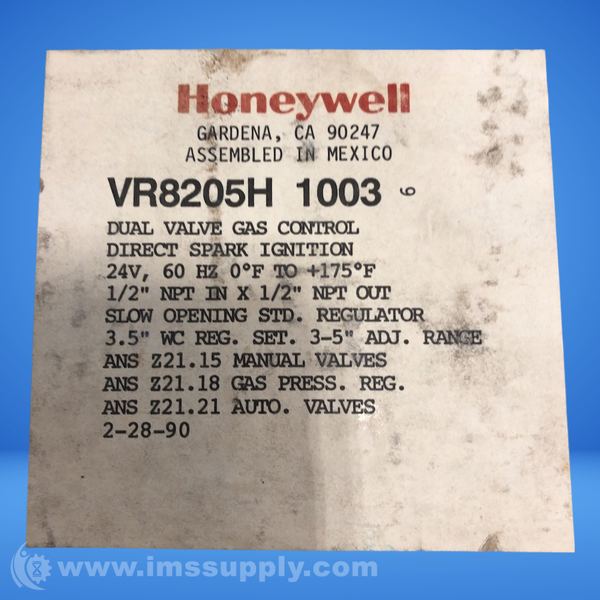 Honeywell
GARDENA, CA 90247
ASSEMBLED IN MEXICO
VR8205H 1003 6
DUAL VALVE GAS CONTROL
DIRECT SPARK IGNITION
24V, 60 HZ 0°F TO +175°F
1/2" NPT IN X 1/2" NPT OUT
SLOW OPENING STD. REGULATOR
3.5" WC REG. SET. 3-5" ADJ. RANGE
ANS Z21.15 MANUAL VALVES
ANS Z21.18 GAS PRESS. REG.
ANS Z21.21 AUTO. VALVES
2-28-90
www.imssupply.com